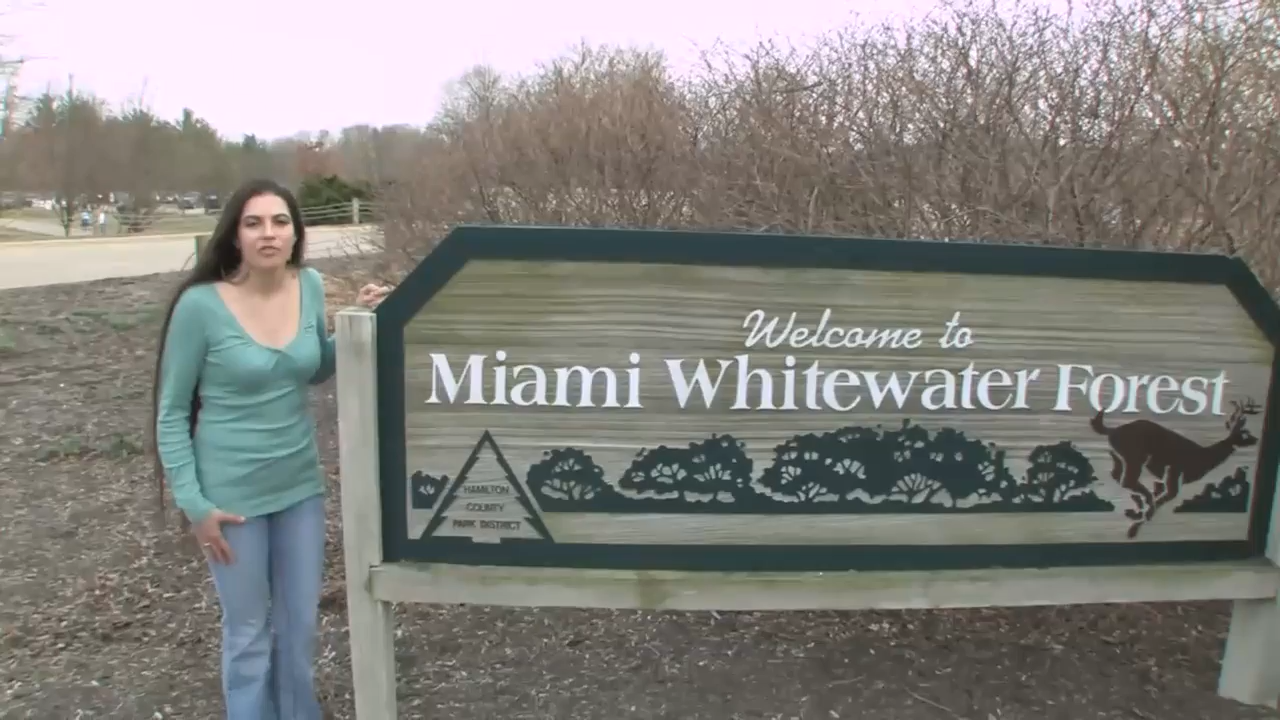 Welcome to
Miami Whitewater Forest
HAMILTON
COUNTY
PARK DISTRICT